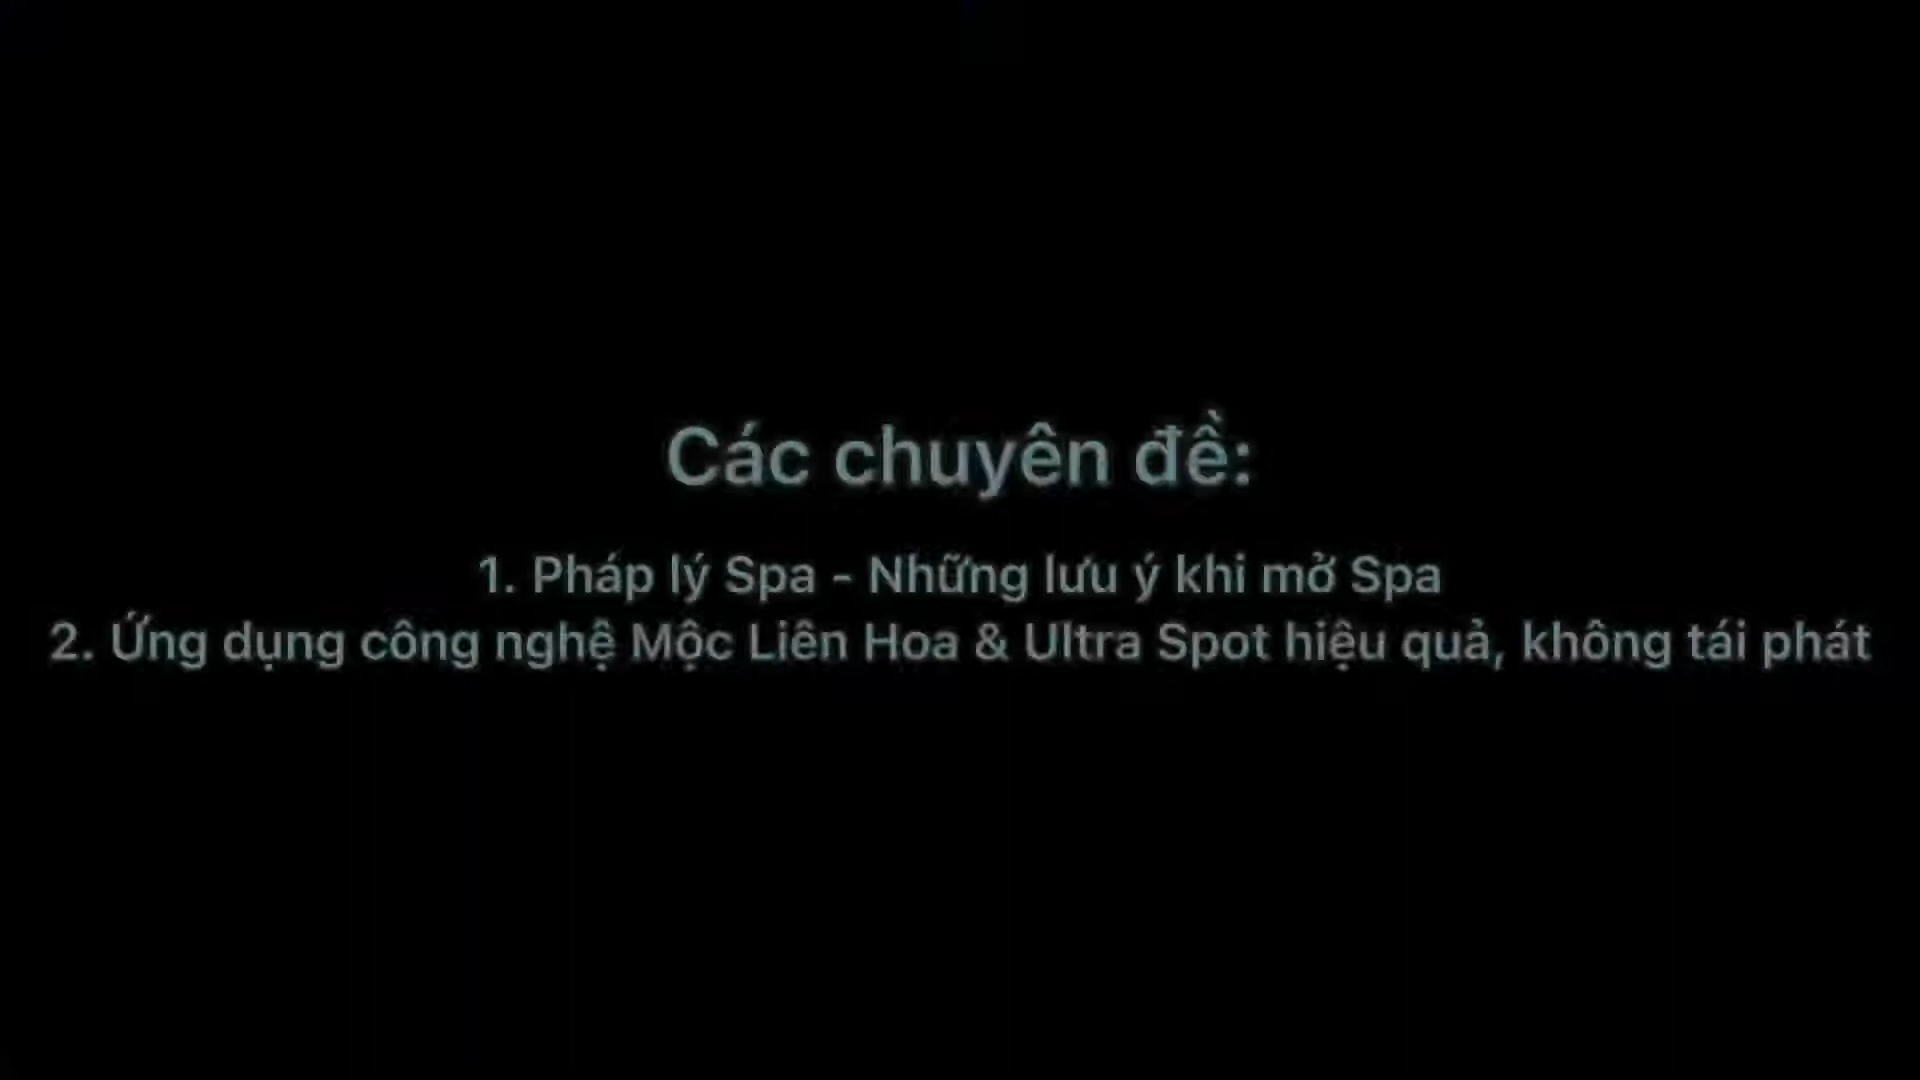 Các chuyên đề:
1. Pháp lý Spa - Những lưu ý khi mở Spa
2. Ứng dụng công nghệ Mộc Liên Hoa & Ultra Spot hiệu quả, không tái phát